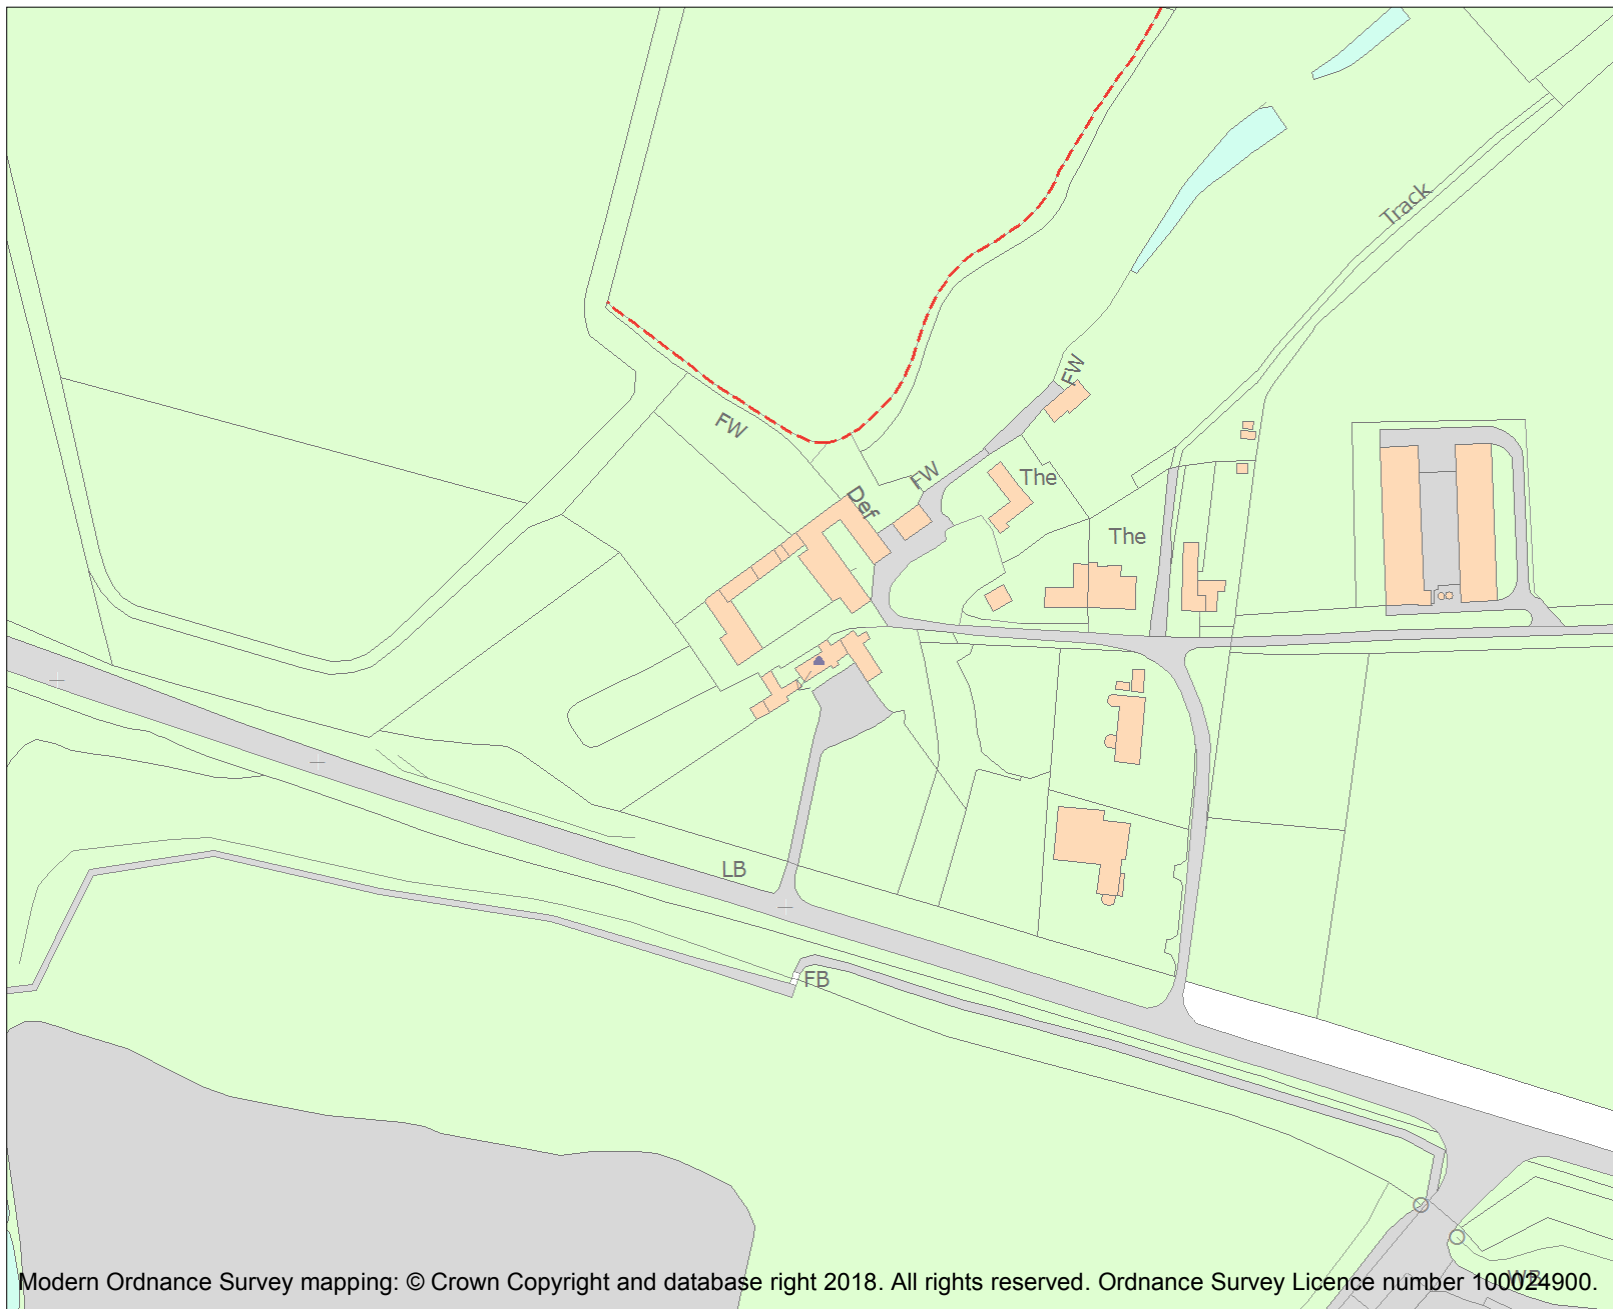 Track
FW
FW
FW
The
Def
The
LB
FB
WB
Modern Ordnance Survey mapping: © Crown Copyright and database right 2018. All rights reserved. Ordnance Survey Licence number 100024900.